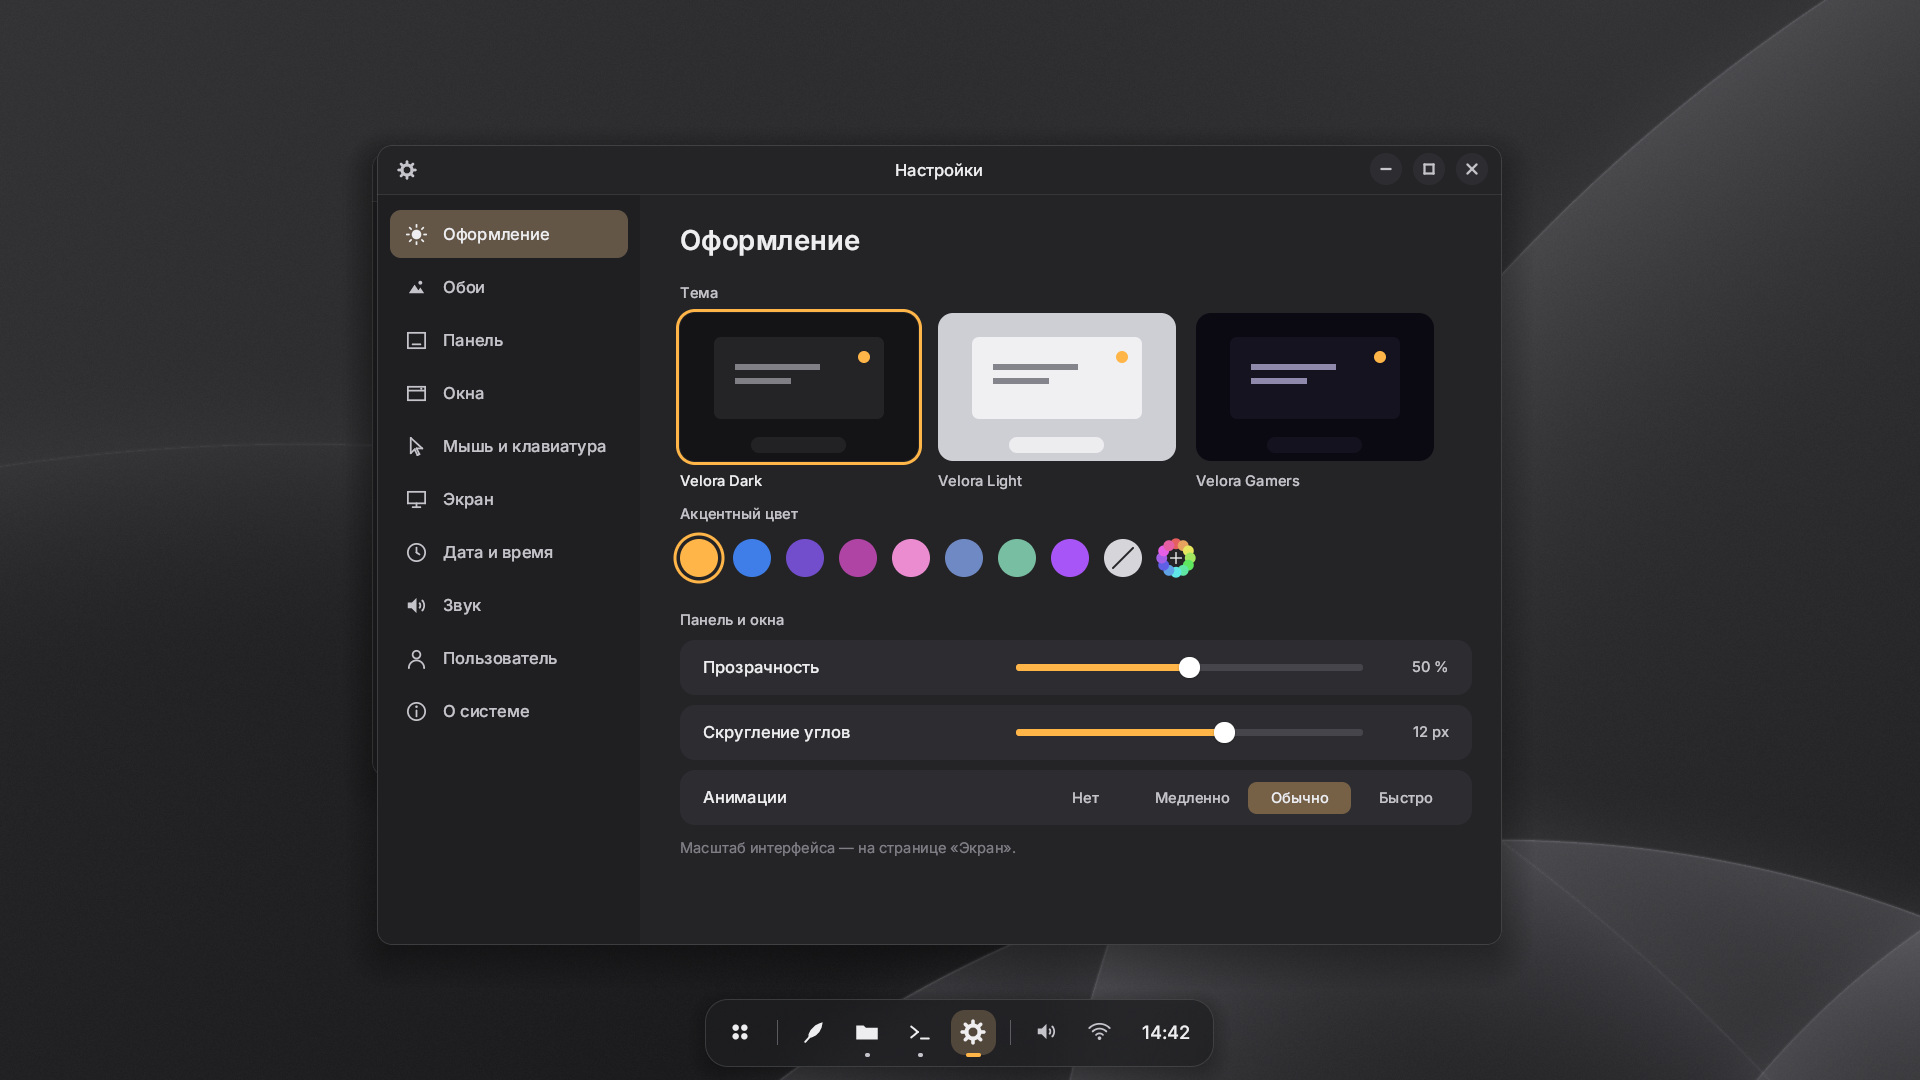 Настройки
Оформление
Обои
Панель
Окна
Мышь и клавиатура
Экран
Дата и время
Звук
Пользователь
О системе
Оформление
Тема
Velora Dark
Velora Light
Velora Gamers
Акцентный цвет
Панель и окна
Прозрачность
50 %
Скругление углов
12 px
Анимации
Нет
Медленно
Обычно
Быстро
Масштаб интерфейса — на странице «Экран».
14:42